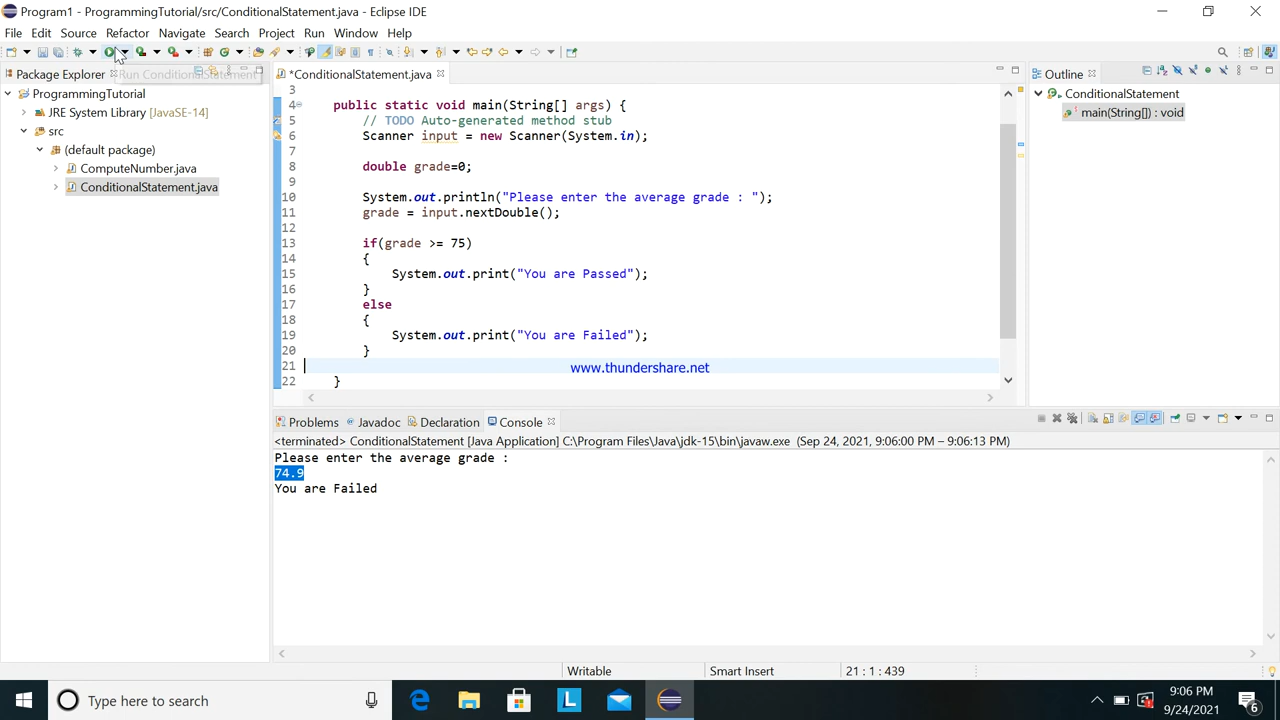 Program1 - ProgrammingTutorial/src/ConditionalStatement.java - Eclipse IDE
File Edit Source Refactor Navigate Search Project Run Window Help
Package Explorer
Run ConditionalStatement
*ConditionalStatement.java
Outline
ProgrammingTutorial
JRE System Library [JavaSE-14]
src
(default package)
ComputeNumber.java
ConditionalStatement.java
3
4 public static void main(String[] args) {
5 // TODO Auto-generated method stub
6 Scanner input = new Scanner(System.in);
7
8 double grade=0;
9
10 System.out.println("Please enter the average grade : ");
11 grade = input.nextDouble();
12
13 if(grade >= 75)
14 {
15 System.out.print("You are Passed");
16 }
17 else
18 {
19 System.out.print("You are Failed");
20 }
21
www.thundershare.net
22 }
ConditionalStatement
main(String[]) : void
Problems Javadoc Declaration Console
<terminated> ConditionalStatement [Java Application] C:\Program Files\Java\jdk-15\bin\javaw.exe (Sep 24, 2021, 9:06:00 PM – 9:06:13 PM)
Please enter the average grade :
74.9
You are Failed
Writable Smart Insert 21 : 1 : 439
Type here to search
9:06 PM
9/24/2021
6